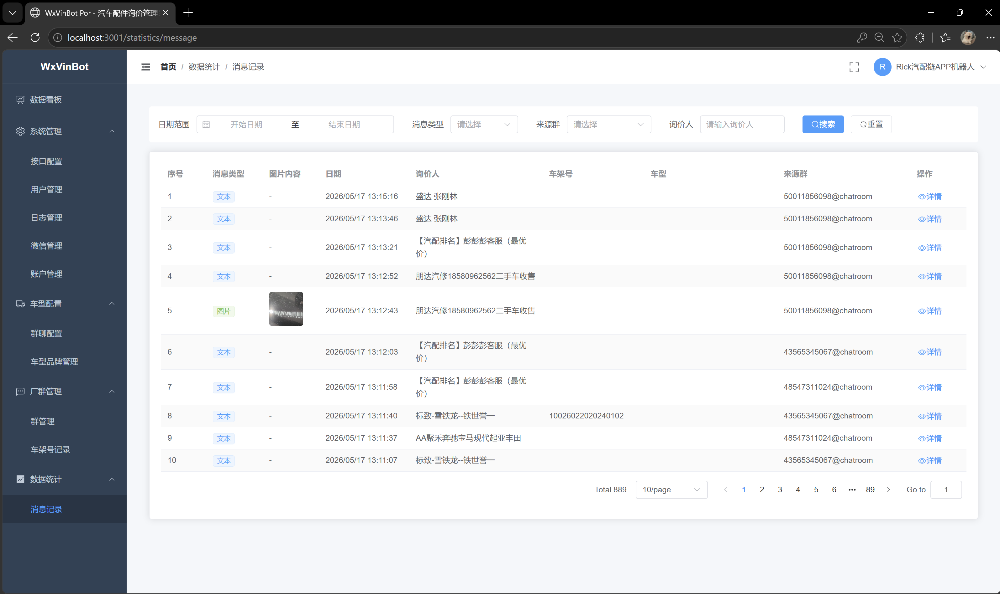 WxVinBot Por - 汽车配件询价管理
localhost:3001/statistics/message
WxVinBot
首页 / 数据统计 / 消息记录
R Rick汽配链APP机器人
数据看板
系统管理
接口配置
用户管理
日志管理
微信管理
账户管理
车型配置
群聊配置
车型品牌管理
厂群管理
群管理
车架号记录
数据统计
消息记录
日期范围 开始日期 至 结束日期 消息类型 请选择 来源群 请选择 询价人 请输入询价人 搜索 重置
序号 消息类型 图片内容 日期 询价人 车架号 车型 来源群 操作
1 文本 - 2026/05/17 13:15:16 盛达 张刚林 50011856098@chatroom 详情
2 文本 - 2026/05/17 13:13:46 盛达 张刚林 50011856098@chatroom 详情
3 文本 - 2026/05/17 13:13:21 【汽配排名】彭彭彭客服（最优
价） 50011856098@chatroom 详情
4 文本 - 2026/05/17 13:12:52 朋达汽修18580962562二手车收售 50011856098@chatroom 详情
5 图片 2026/05/17 13:12:43 朋达汽修18580962562二手车收售 50011856098@chatroom 详情
6 文本 - 2026/05/17 13:12:03 【汽配排名】彭彭彭客服（最优
价） 43565345067@chatroom 详情
7 文本 - 2026/05/17 13:11:58 【汽配排名】彭彭彭客服（最优
价） 48547311024@chatroom 详情
8 文本 - 2026/05/17 13:11:40 标致-雪铁龙--铁世誉一 10026022020240102 43565345067@chatroom 详情
9 文本 - 2026/05/17 13:11:37 AA聚禾奔驰宝马现代起亚丰田 48547311024@chatroom 详情
10 文本 - 2026/05/17 13:11:07 标致-雪铁龙--铁世誉一 43565345067@chatroom 详情
Total 889 10/page 1 2 3 4 5 6 ••• 89 Go to 1